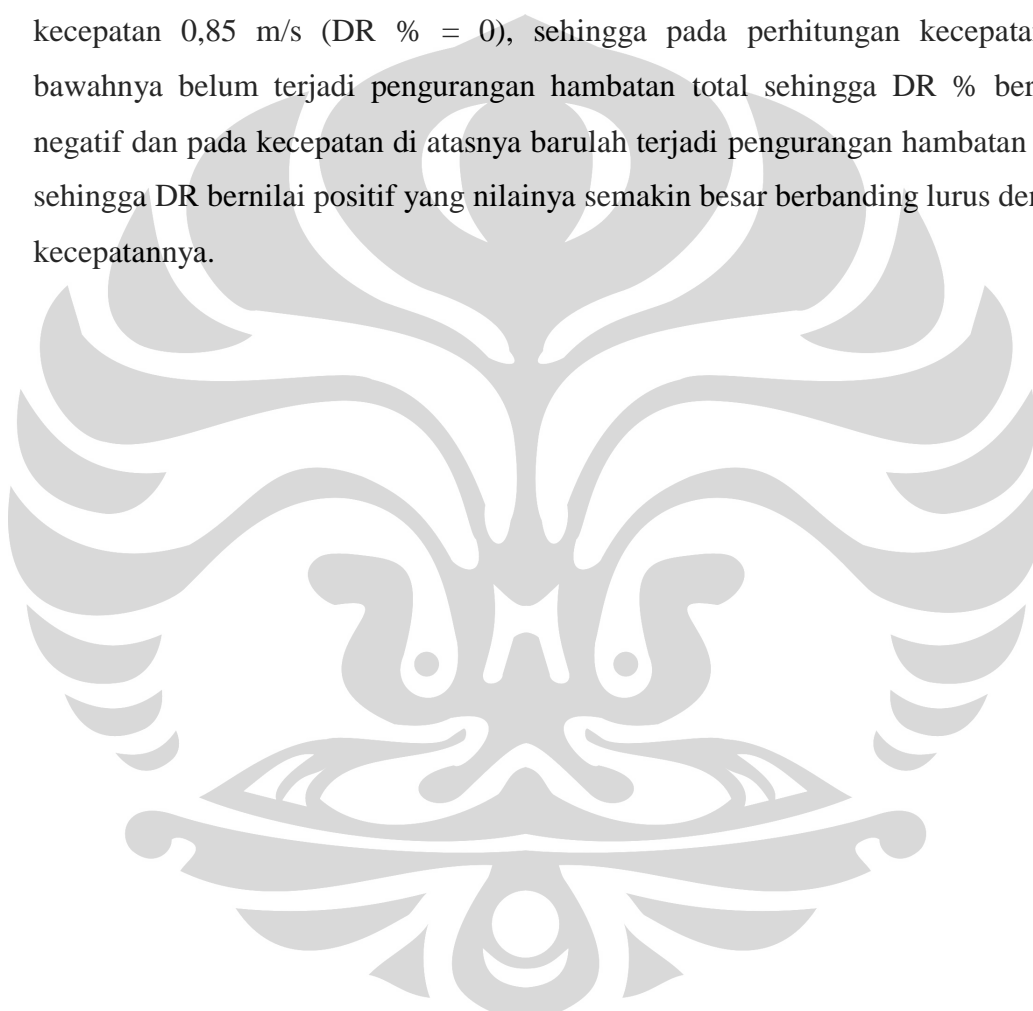 kecepatan 0,85 m/s (DR % = 0), sehingga pada perhitungan kecepata
bawahnya belum terjadi pengurangan hambatan total sehingga DR % ber
negatif dan pada kecepatan di atasnya barulah terjadi pengurangan hambatan
sehingga DR bernilai positif yang nilainya semakin besar berbanding lurus de
kecepatannya.